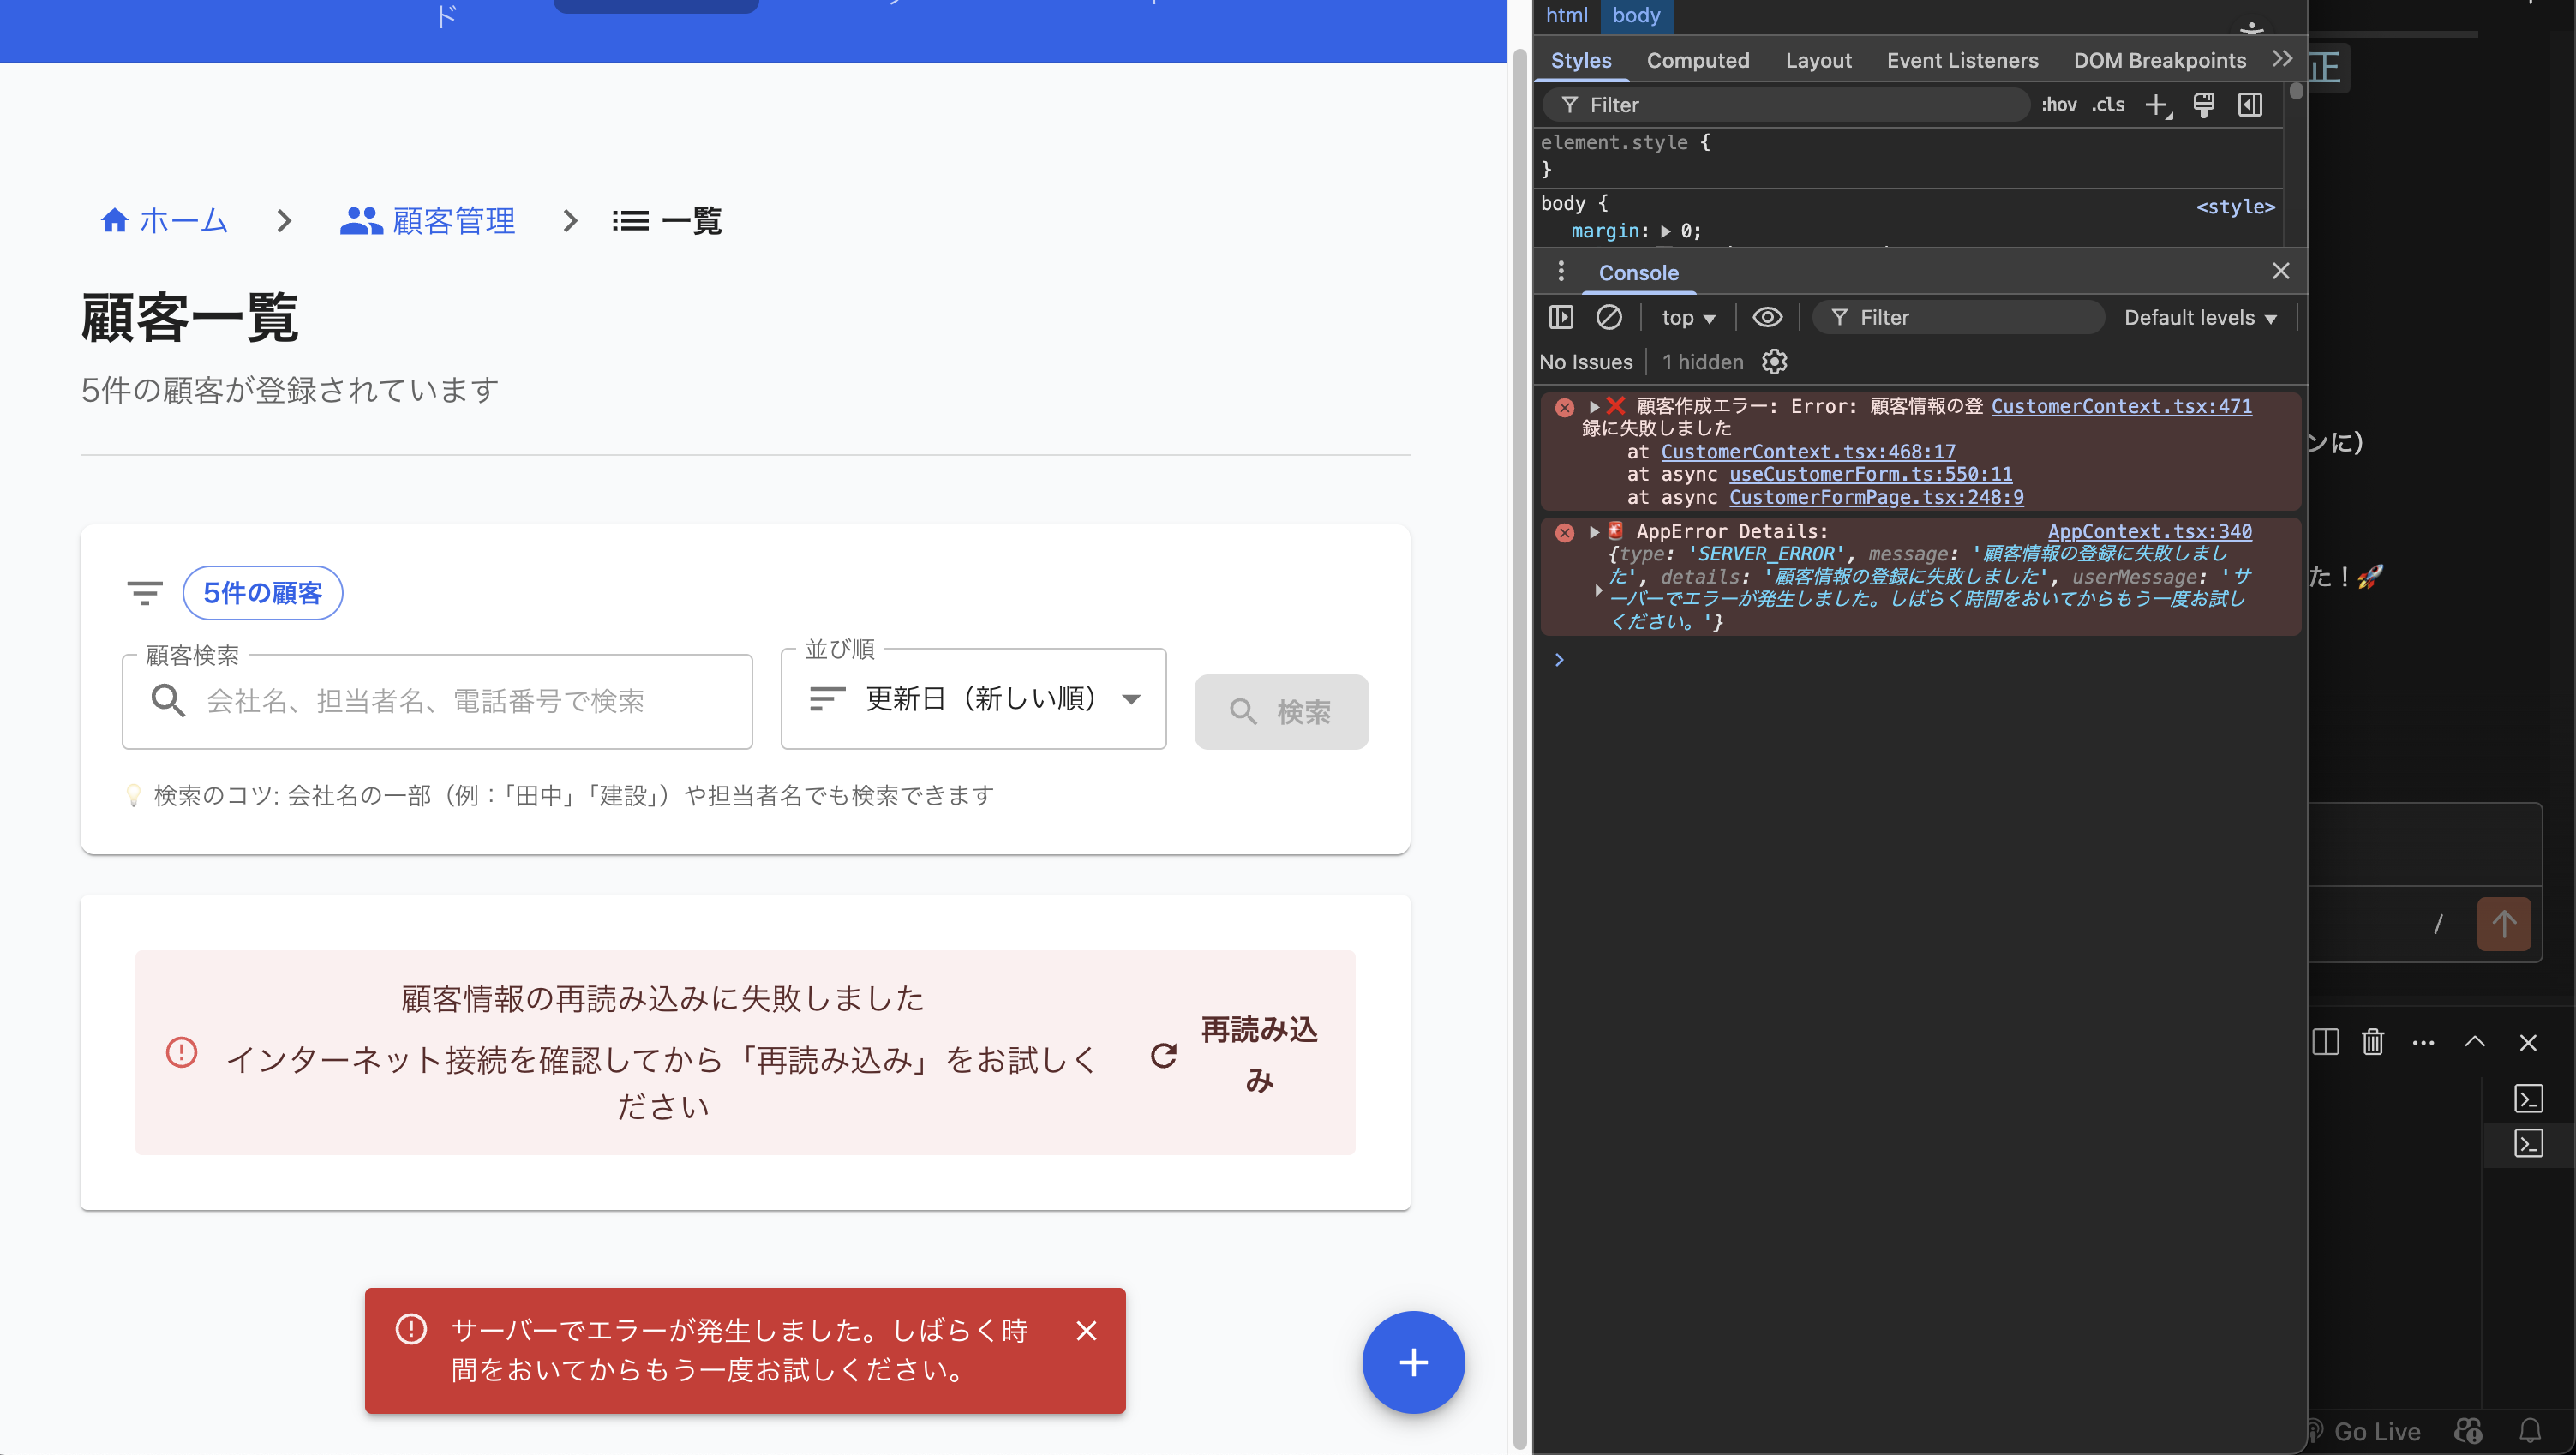 ド
ホーム
顧客管理
一覧
顧客一覧
5件の顧客が登録されています
5件の顧客
顧客検索
会社名、担当者名、電話番号で検索
並び順
更新日（新しい順）
検索
💡 検索のコツ: 会社名の一部（例：「田中」「建設」）や担当者名でも検索できます
顧客情報の再読み込みに失敗しました
インターネット接続を確認してから「再読み込み」をお試しく
ださい
再読み込
み
サーバーでエラーが発生しました。しばらく時
間をおいてからもう一度お試しください。
+
html body
Styles Computed Layout Event Listeners DOM Breakpoints
Filter :hov .cls
element.style {
}
body { <style>
margin: ▶ 0;
Console
top ▼ Filter Default levels ▼
No Issues 1 hidden
▶❌ 顧客作成エラー: Error: 顧客情報の登 CustomerContext.tsx:471
録に失敗しました
at CustomerContext.tsx:468:17
at async useCustomerForm.ts:550:11
at async CustomerFormPage.tsx:248:9
▶🚨 AppError Details: AppContext.tsx:340
{type: 'SERVER_ERROR', message: '顧客情報の登録に失敗しまし
た', details: '顧客情報の登録に失敗しました', userMessage: 'サ
ーバーでエラーが発生しました。しばらく時間をおいてからもう一度お試し
ください。'}
正
ンに）
た！🚀
/
Go Live